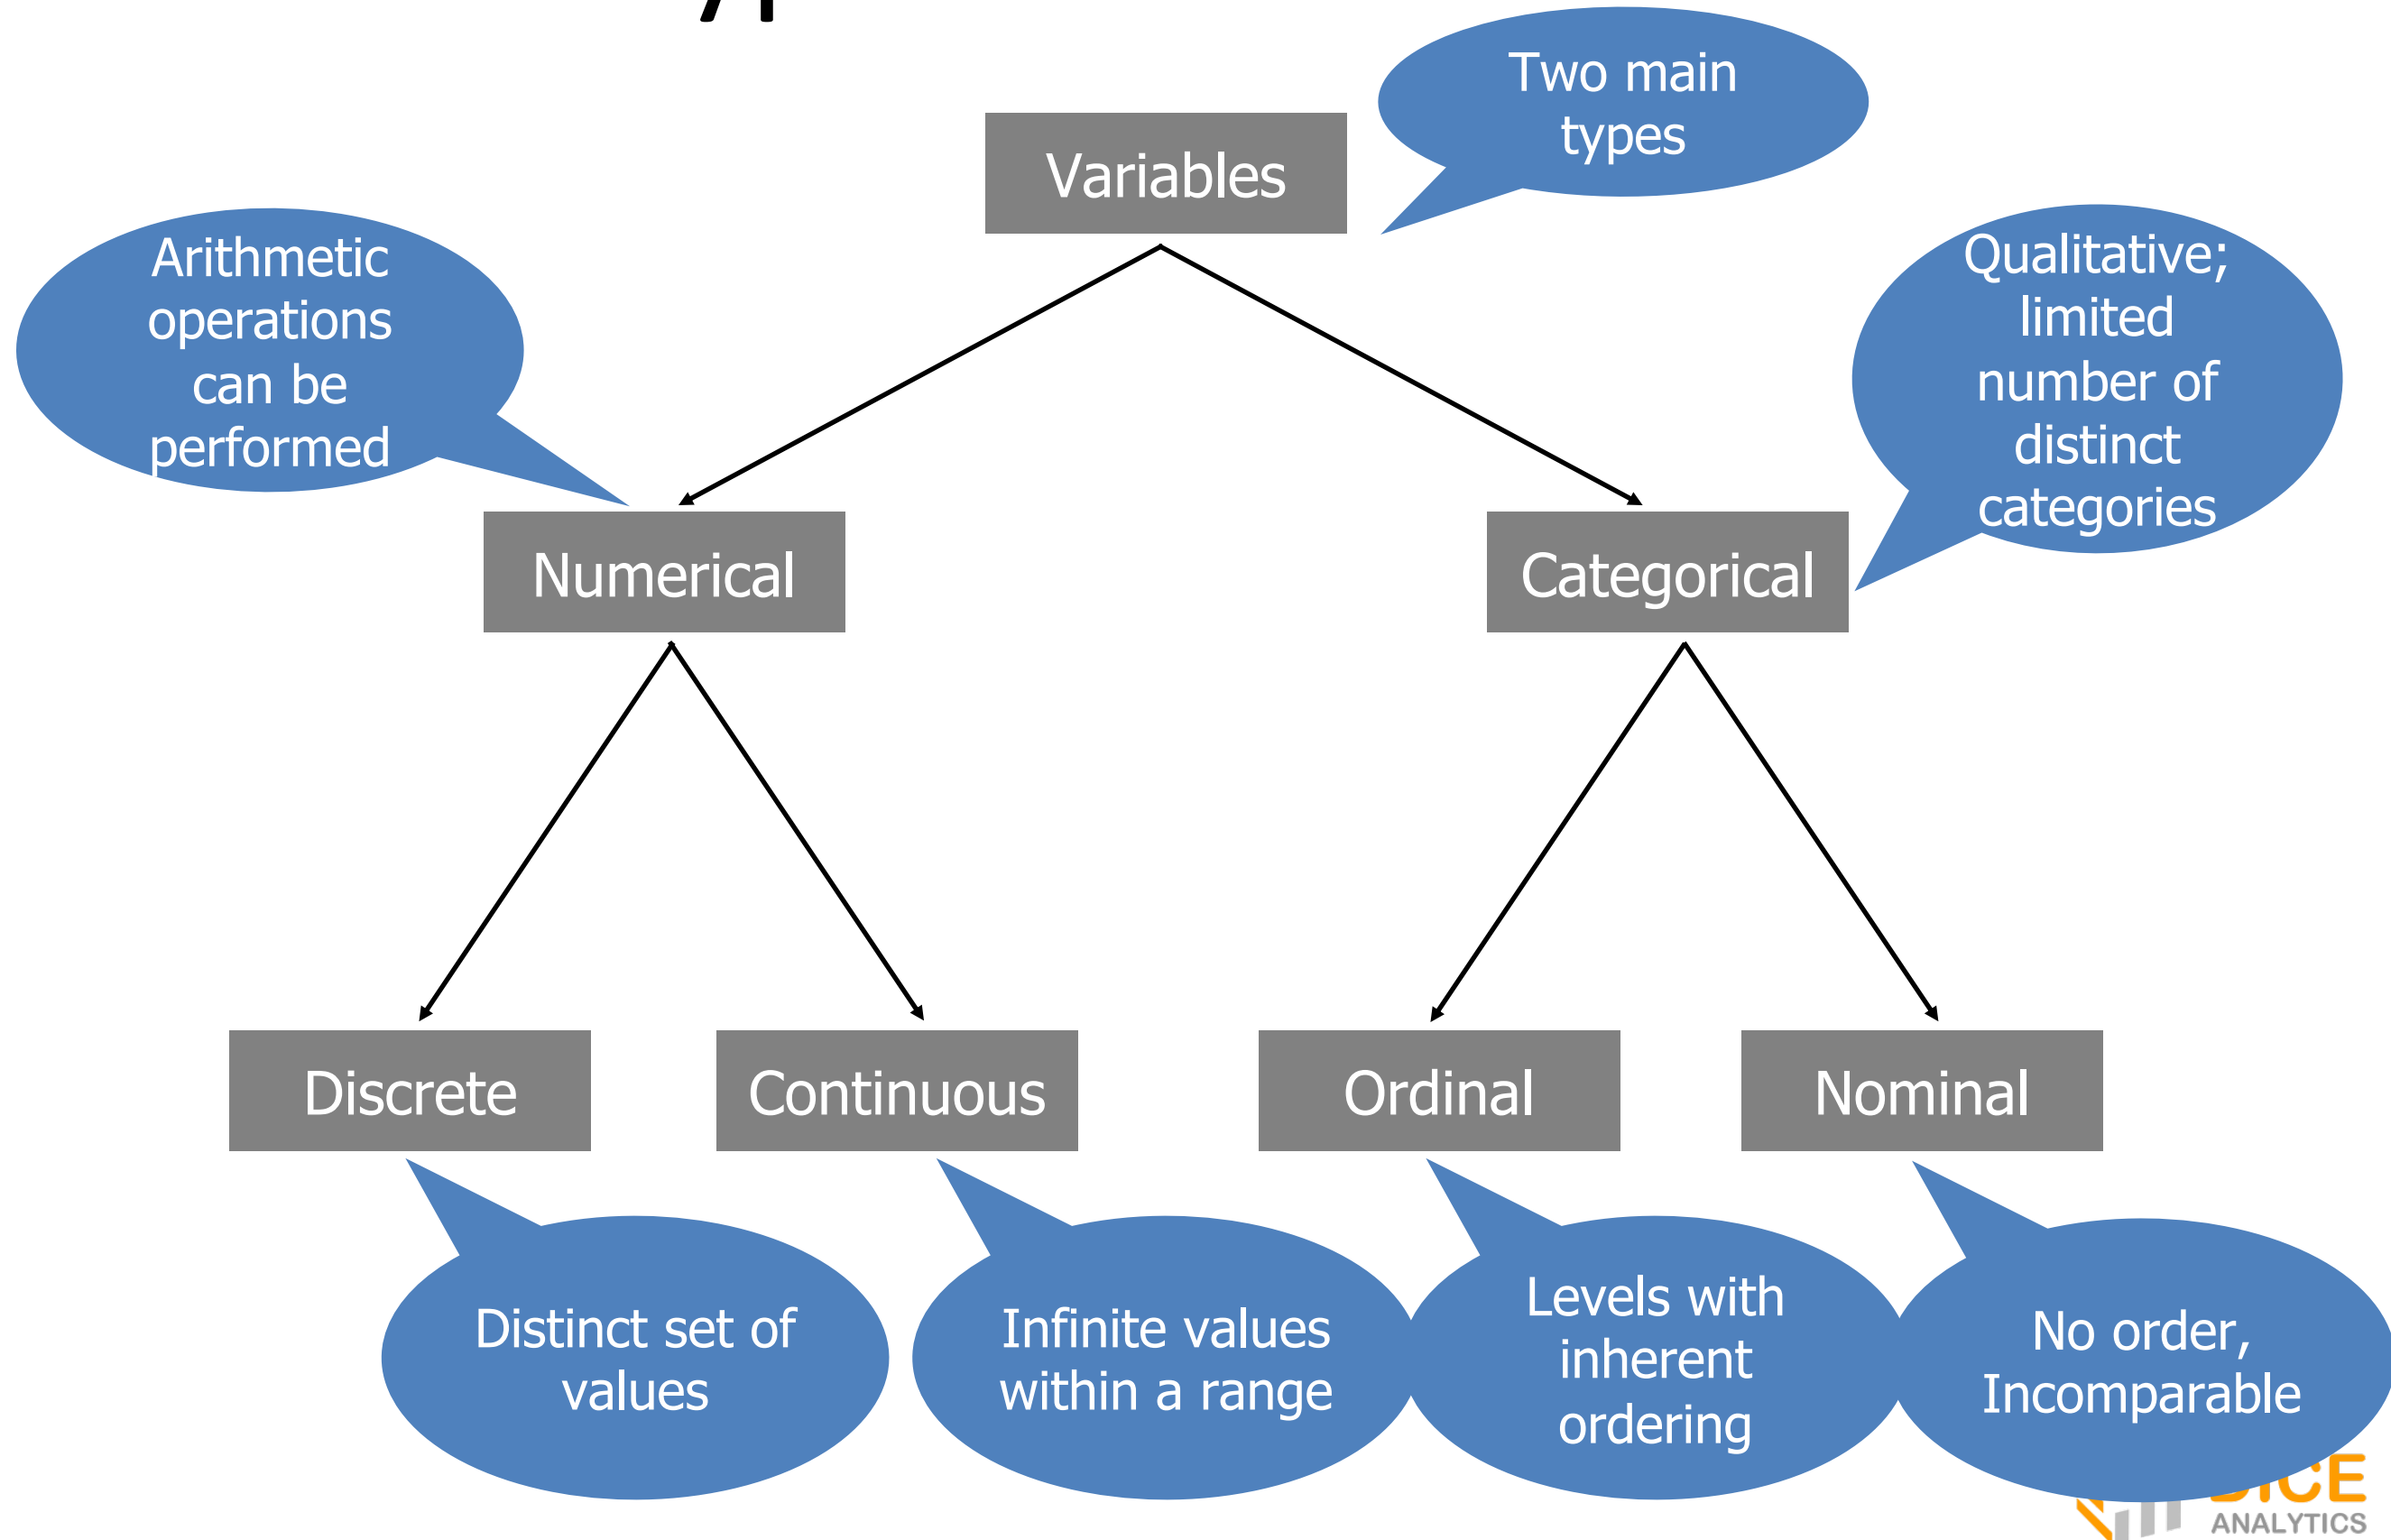 Two main
types
Variables
Arithmetic
operations
can be
performed
Qualitative;
limited
number of
distinct
categories
Numerical
Categorical
Discrete
Continuous
Ordinal
Nominal
Distinct set of
values
Infinite values
within a range
Levels with
inherent
ordering
No order,
Incomparable
DICE
ANALYTICS